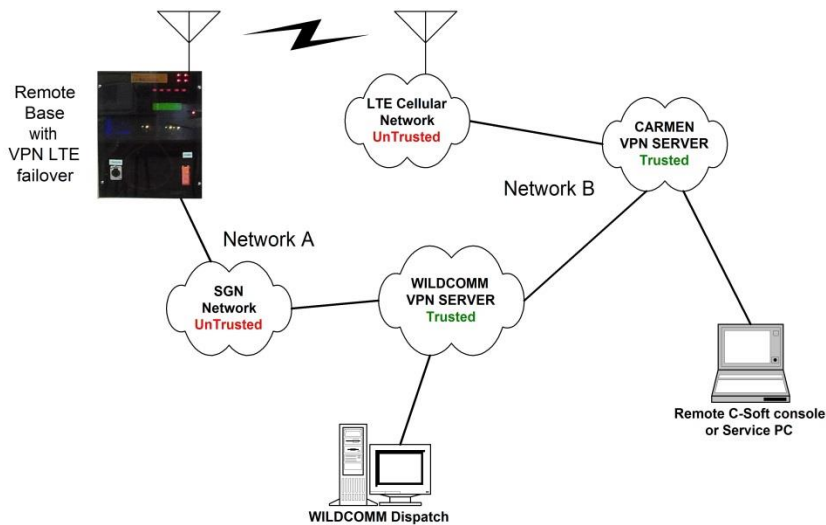 Remote
Base
with
VPN LTE
failover
LTE Cellular
Network
UnTrusted
CARMEN
VPN SERVER
Trusted
Network B
Network A
SGN
Network
UnTrusted
WILDCOMM
VPN SERVER
Trusted
Remote C-Soft console
or Service PC
WILDCOMM Dispatch